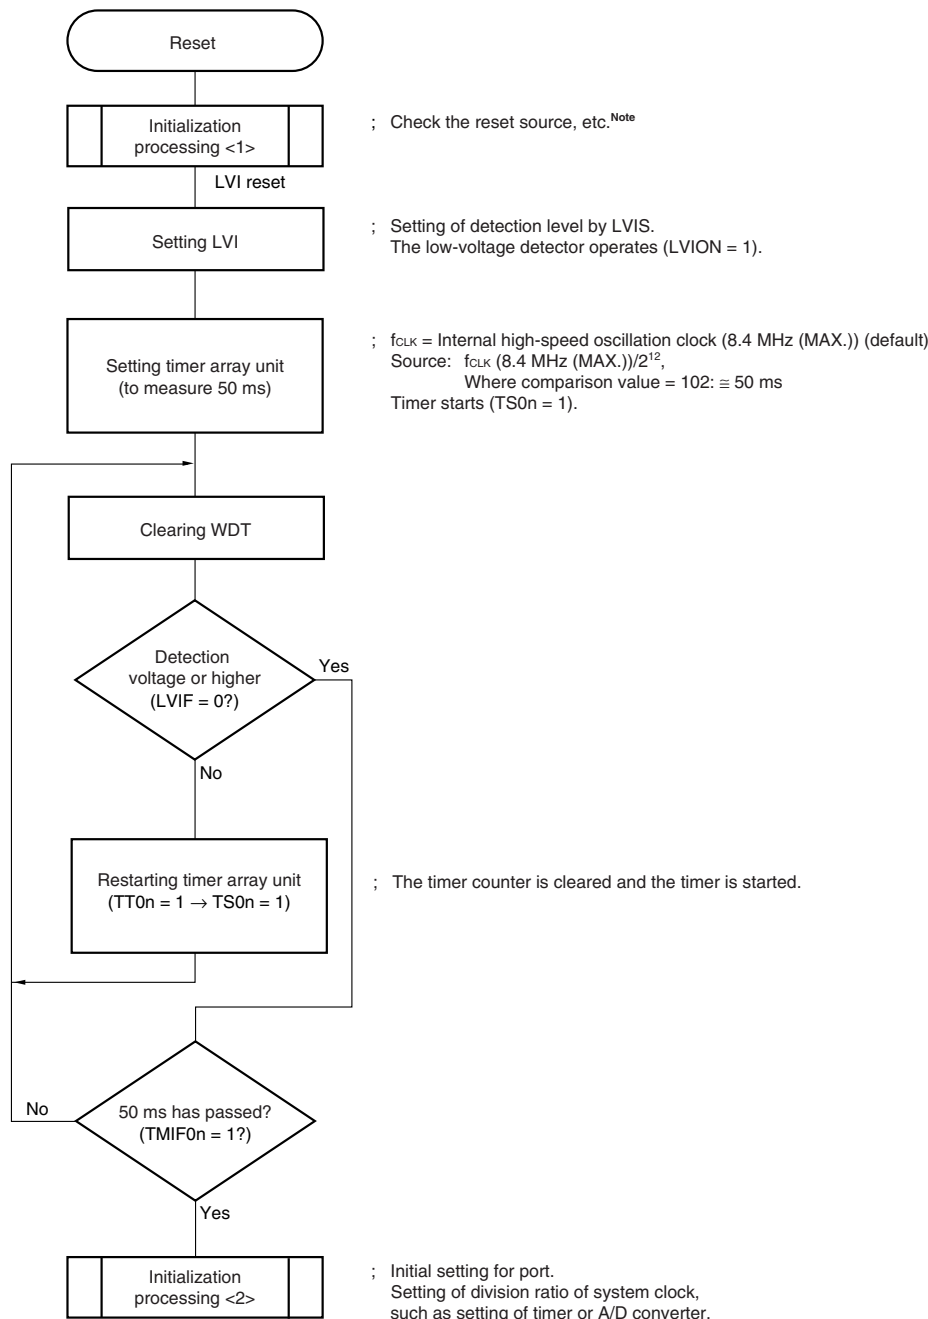 Reset
Initialization
processing <1>
; Check the reset source, etc.Note
LVI reset
Setting LVI
; Setting of detection level by LVIS.
The low-voltage detector operates (LVION = 1).
Setting timer array unit
(to measure 50 ms)
; fCLK = Internal high-speed oscillation clock (8.4 MHz (MAX.)) (default)
Source: fCLK (8.4 MHz (MAX.))/2¹²,
Where comparison value = 102: ≅ 50 ms
Timer starts (TS0n = 1).
Clearing WDT
Detection
voltage or higher
(LVIF = 0?)
Yes
No
Restarting timer array unit
(TT0n = 1 → TS0n = 1)
; The timer counter is cleared and the timer is started.
No
50 ms has passed?
(TMIF0n = 1?)
Yes
Initialization
processing <2>
; Initial setting for port.
Setting of division ratio of system clock,
such as setting of timer or A/D converter.